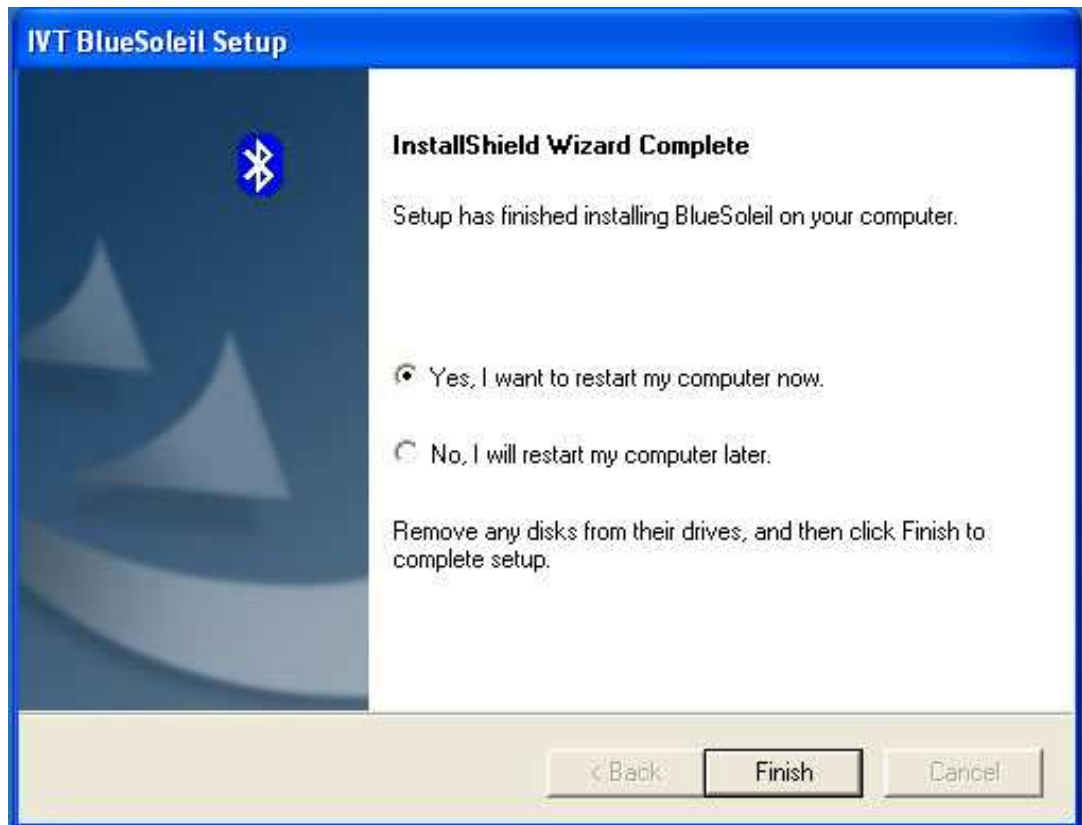 IVT BlueSoleil Setup
InstallShield Wizard Complete
Setup has finished installing BlueSoleil on your computer.
Yes, I want to restart my computer now.
No, I will restart my computer later.
Remove any disks from their drives, and then click Finish to
complete setup.
< Back Finish Cancel